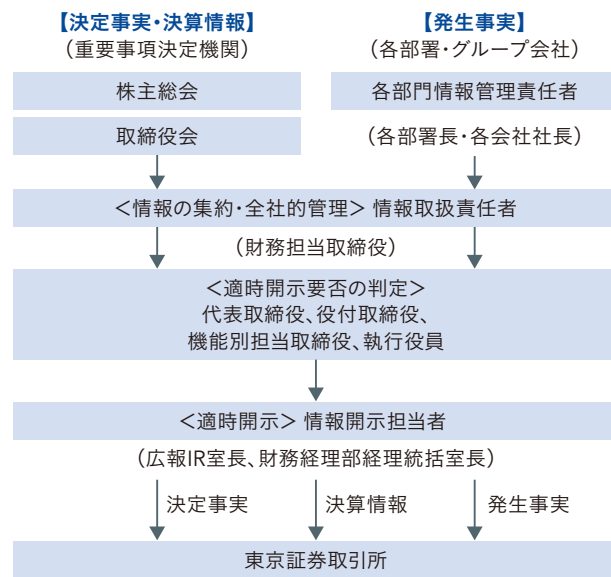 【決定事実・決算情報】
（重要事項決定機関）
株主総会
取締役会
【発生事実】
（各部署・グループ会社）
各部門情報管理責任者
（各部署長・各会社社長）
＜情報の集約・全社的管理＞ 情報取扱責任者
（財務担当取締役）
＜適時開示要否の判定＞
代表取締役、役付取締役、
機能別担当取締役、執行役員
＜適時開示＞ 情報開示担当者
（広報IR室長、財務経理部経理統括室長）
決定事実
決算情報
発生事実
東京証券取引所